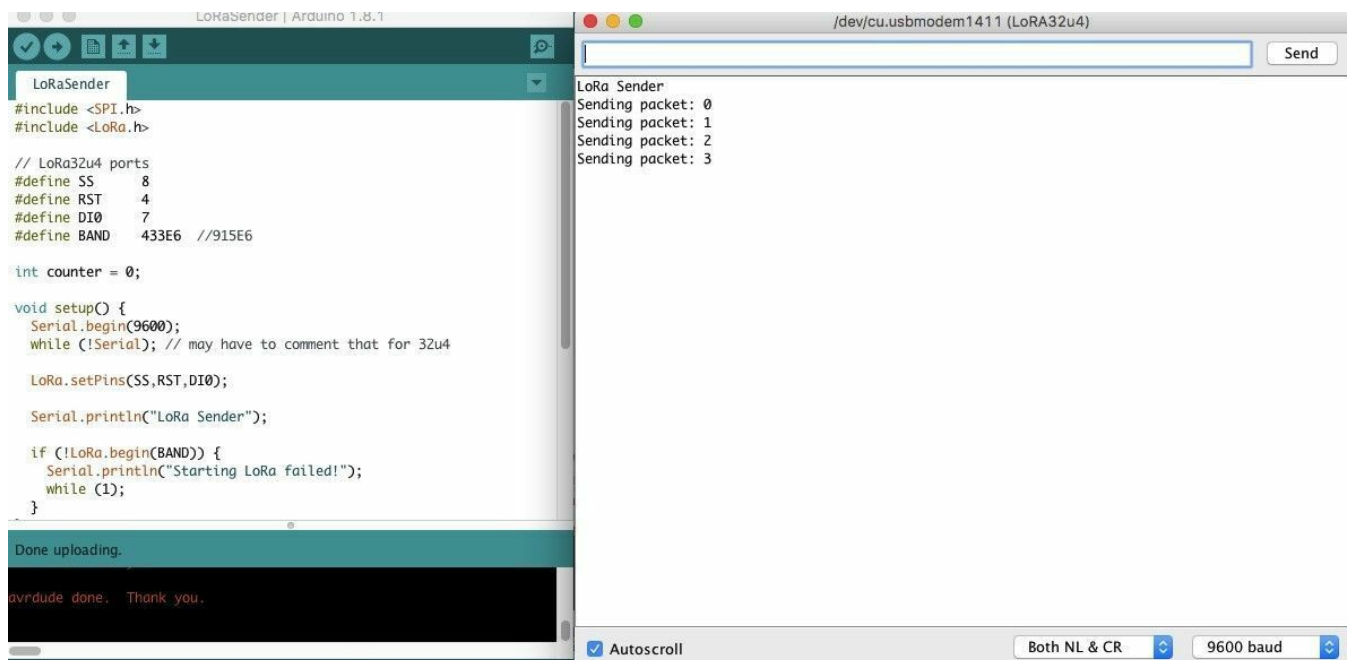 LoRaSender | Arduino 1.8.1
LoRaSender
#include <SPI.h>
#include <LoRa.h>
// LoRa32u4 ports
#define SS 8
#define RST 4
#define DI0 7
#define BAND 433E6 //915E6
int counter = 0;
void setup() {
Serial.begin(9600);
while (!Serial); // may have to comment that for 32u4
LoRa.setPins(SS,RST,DI0);
Serial.println("LoRa Sender");
if (!LoRa.begin(BAND)) {
Serial.println("Starting LoRa failed!");
while (1);
}
Done uploading.
avrdude done. Thank you.
/dev/cu.usbmodem1411 (LoRA32u4)
Send
LoRa Sender
Sending packet: 0
Sending packet: 1
Sending packet: 2
Sending packet: 3
Autoscroll
Both NL & CR
9600 baud